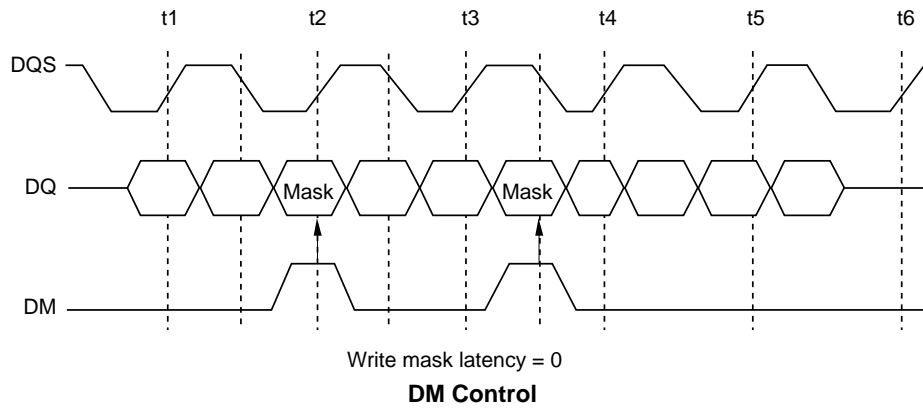 t1 t2 t3 t4 t5 t6
DQS
DQ Mask Mask
DM
Write mask latency = 0
DM Control